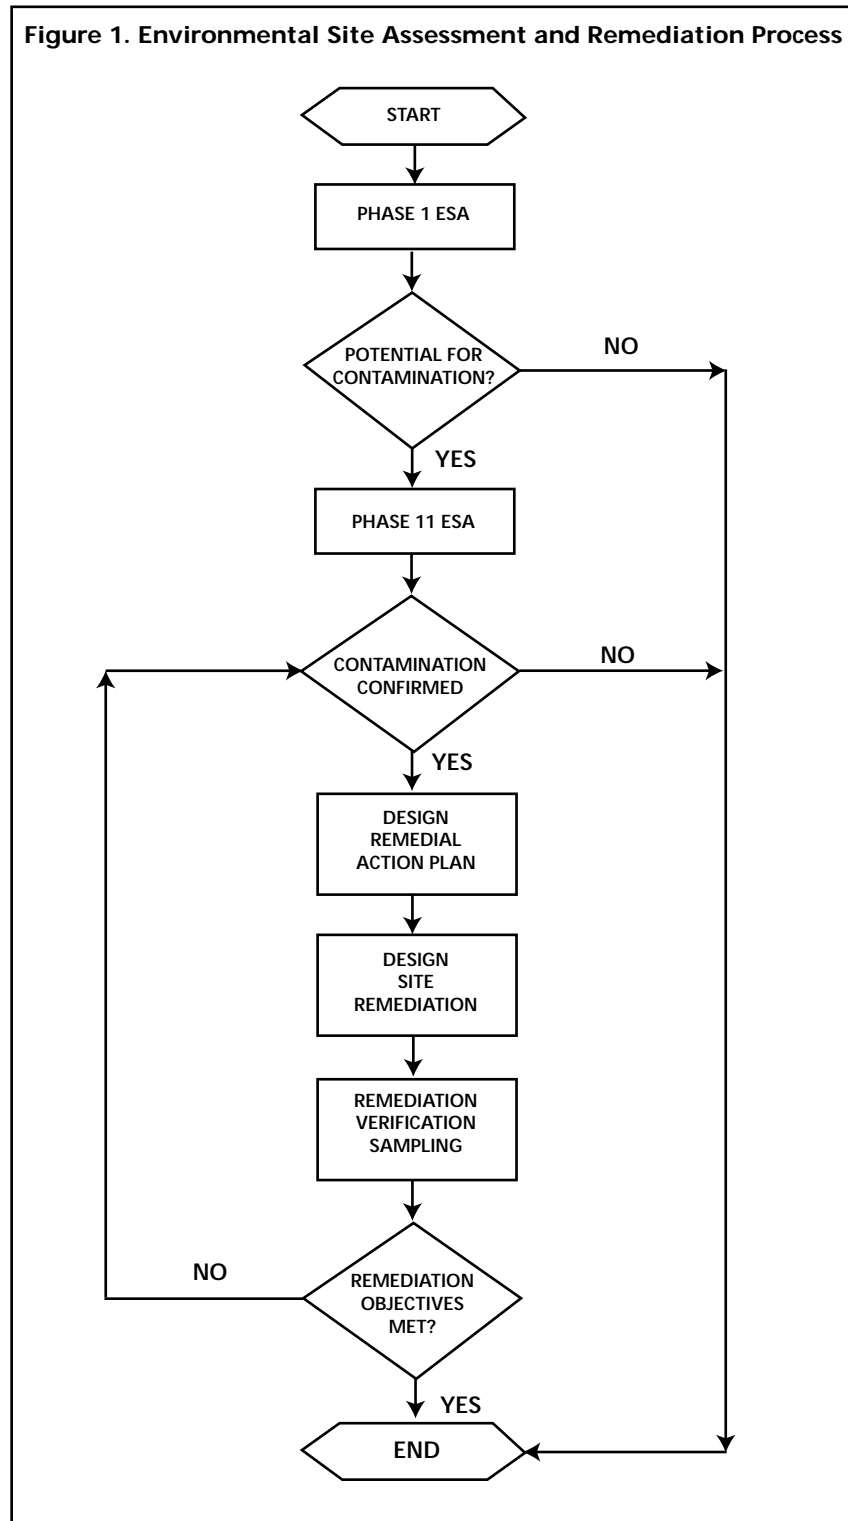 Figure 1. Environmental Site Assessment and Remediation Process
START
PHASE 1 ESA
POTENTIAL FOR
CONTAMINATION?
NO
YES
PHASE 11 ESA
CONTAMINATION
CONFIRMED
NO
YES
DESIGN
REMEDIAL
ACTION PLAN
DESIGN
SITE
REMEDIATION
REMEDIATION
VERIFICATION
SAMPLING
NO
REMEDIATION
OBJECTIVES
MET?
YES
END